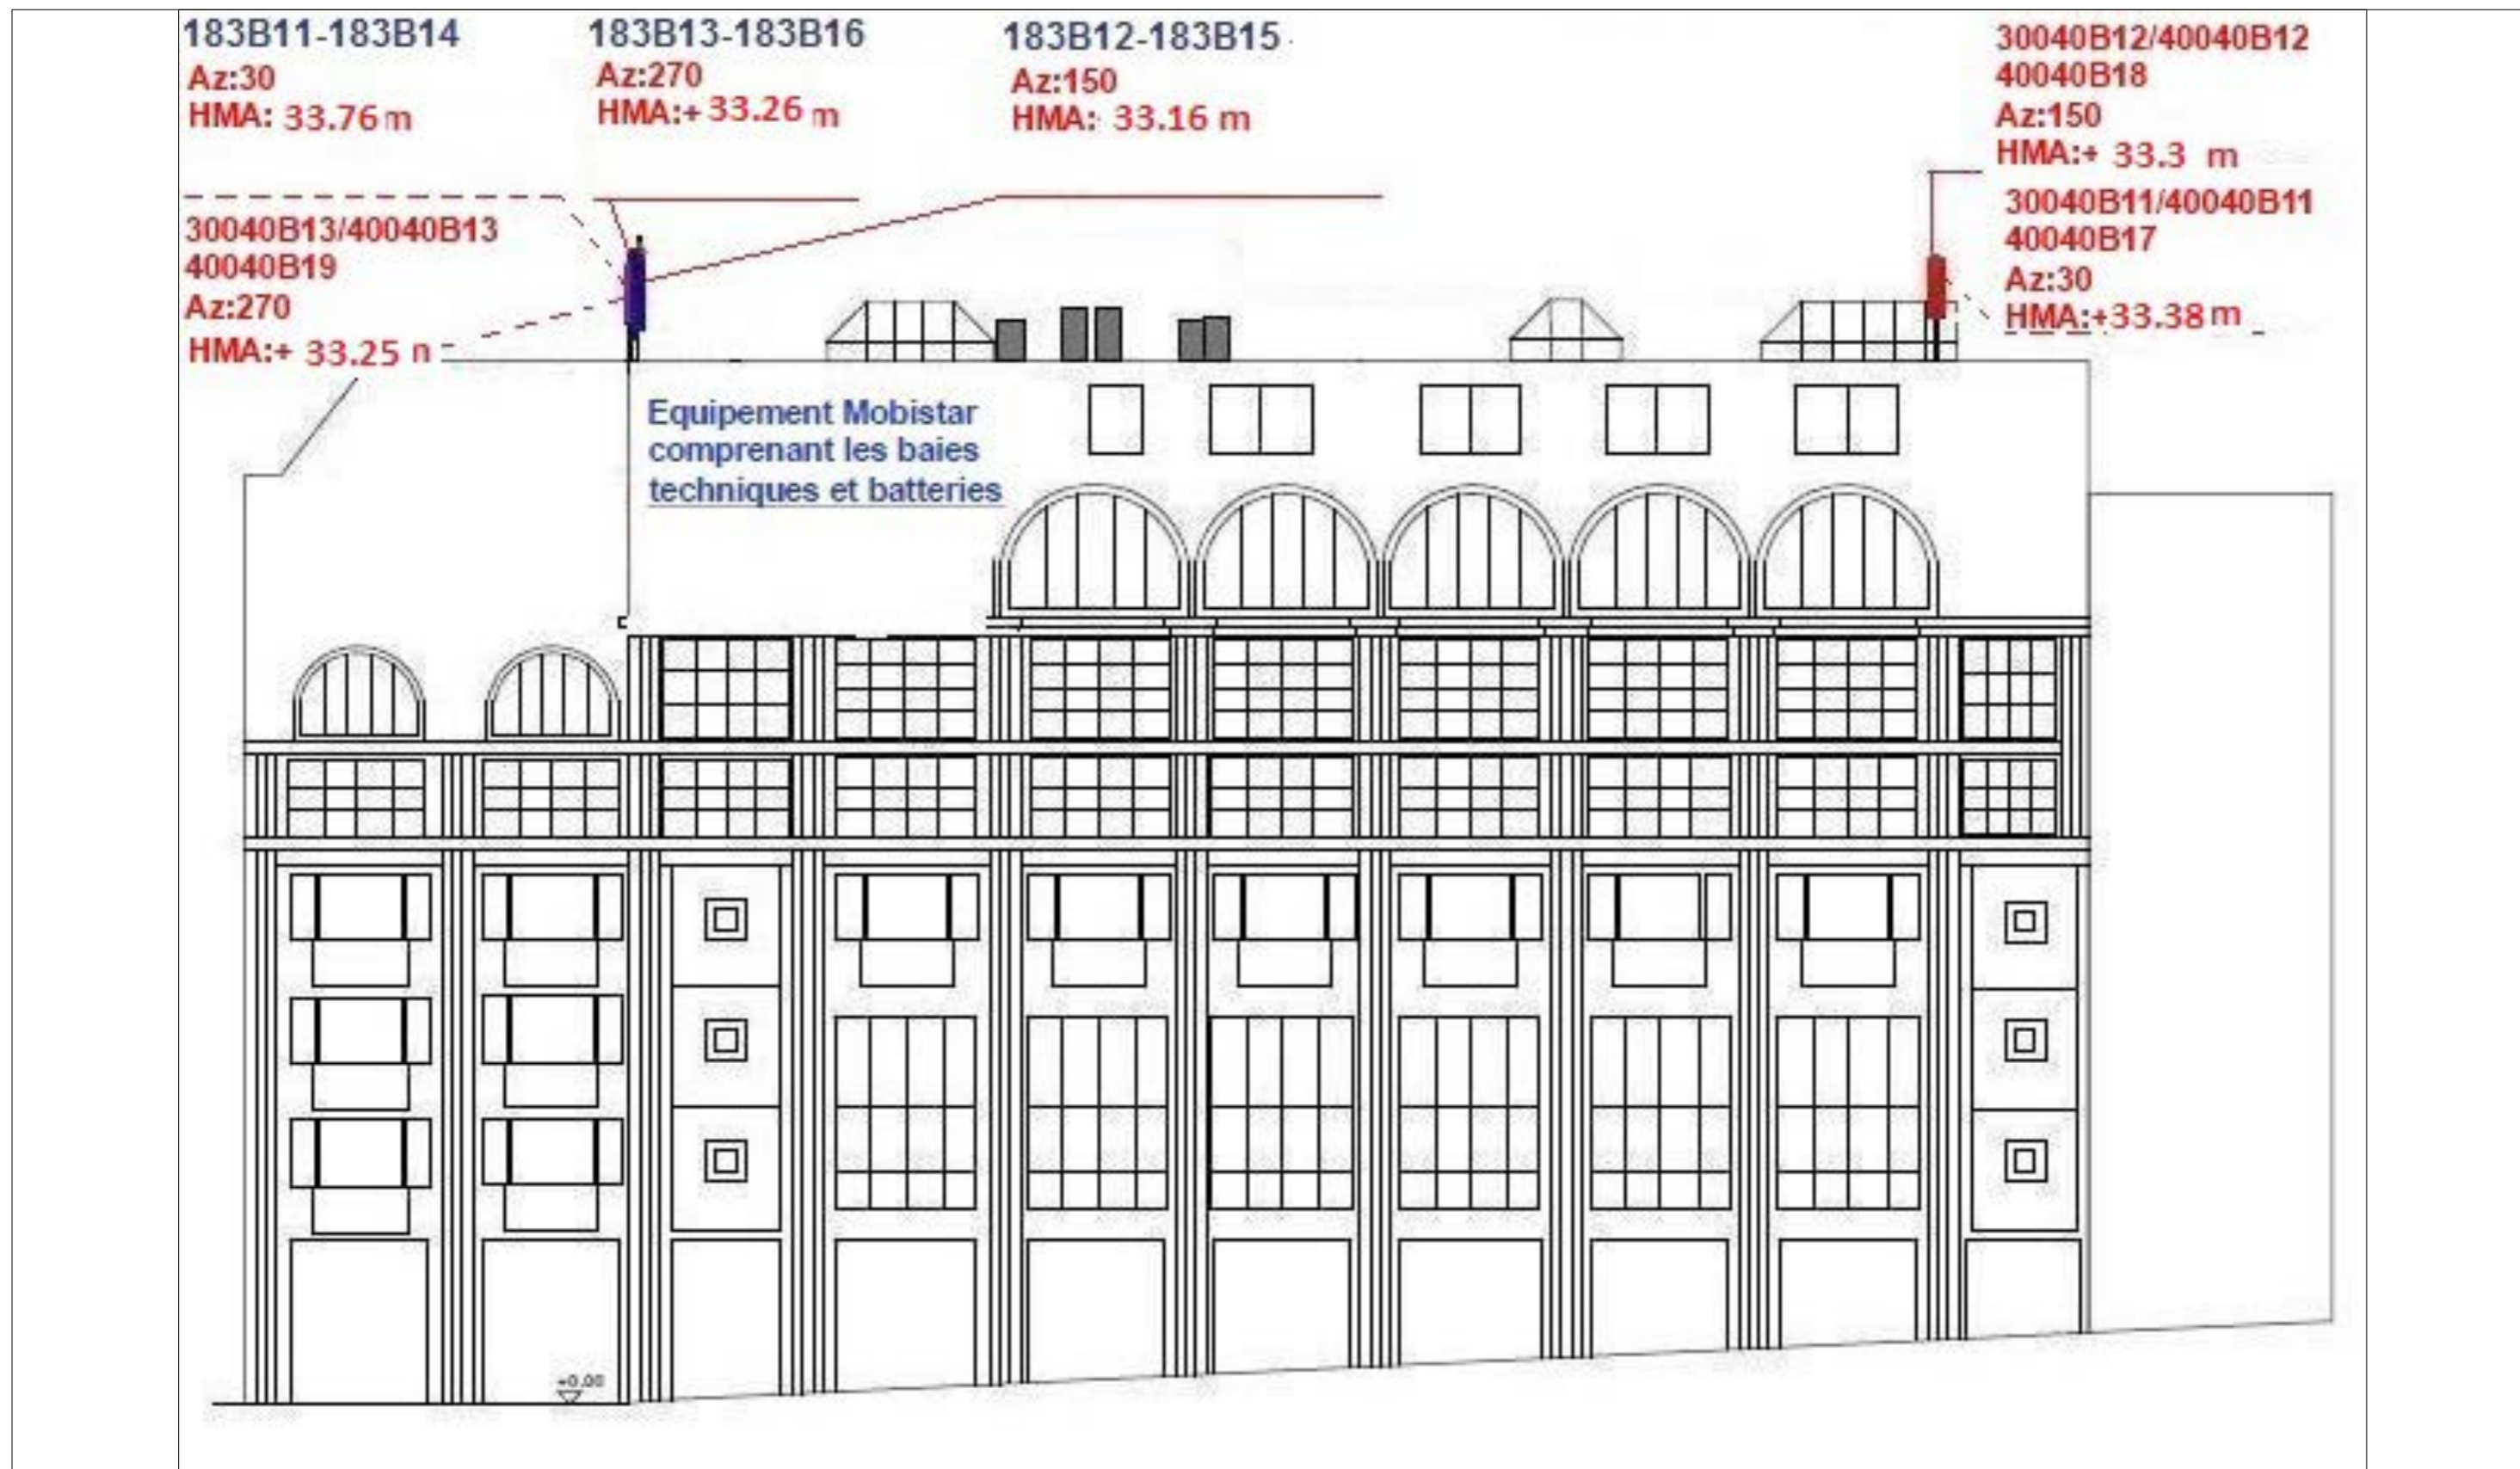 183B11-183B14
Az:30
HMA: 33.76 m
183B13-183B16
Az:270
HMA:+ 33.26 m
183B12-183B15
Az:150
HMA: 33.16 m
30040B12/40040B12
40040B18
Az:150
HMA:+ 33.3 m
30040B11/40040B11
40040B17
Az:30
HMA:+33.38 m
30040B13/40040B13
40040B19
Az:270
HMA:+ 33.25 n
Equipement Mobistar
comprenant les baies
techniques et batteries
+0.00